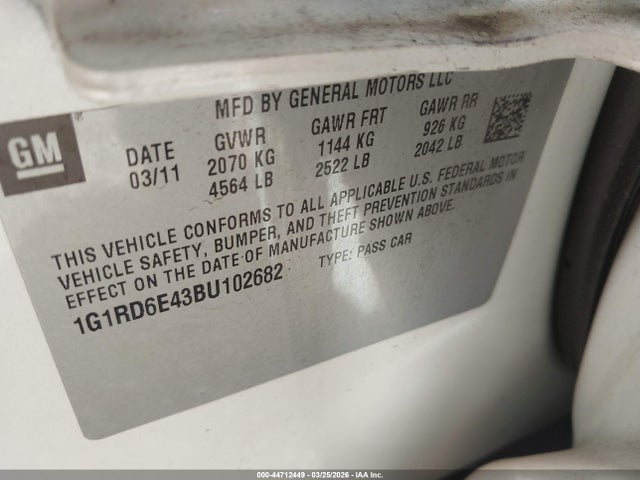 MFD BY GENERAL MOTORS LLC
GM
DATE GVWR GAWR FRT GAWR RR
03/11 2070 KG 1144 KG 926 KG
4564 LB 2522 LB 2042 LB
THIS VEHICLE CONFORMS TO ALL APPLICABLE U.S. FEDERAL MOTOR
VEHICLE SAFETY, BUMPER, AND THEFT PREVENTION STANDARDS IN
EFFECT ON THE DATE OF MANUFACTURE SHOWN ABOVE.
1G1RD6E43BU102682 TYPE: PASS CAR
000-44712449 - 03/25/2026 - IAA Inc.